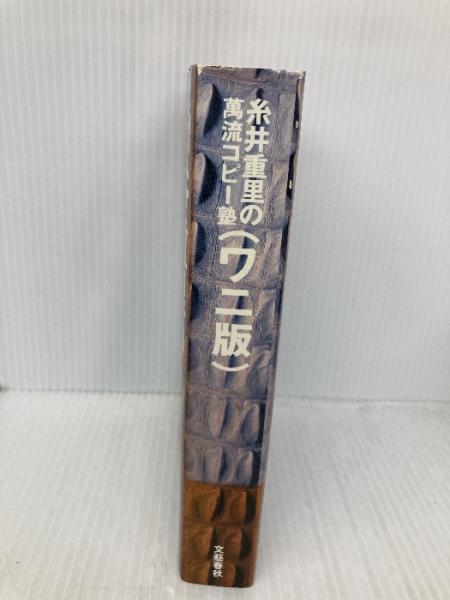 糸井重里の
萬流コピー塾
（ワニ版）
文藝春秋